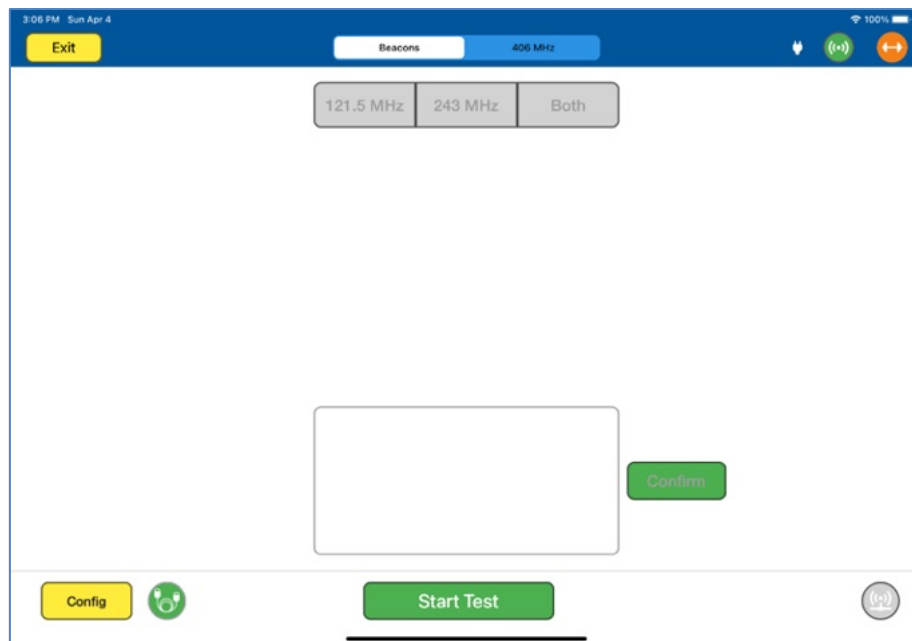 3:06 PM Sun Apr 4 100%
Exit Beacons 406 MHz
121.5 MHz 243 MHz Both
Confirm
Config Start Test